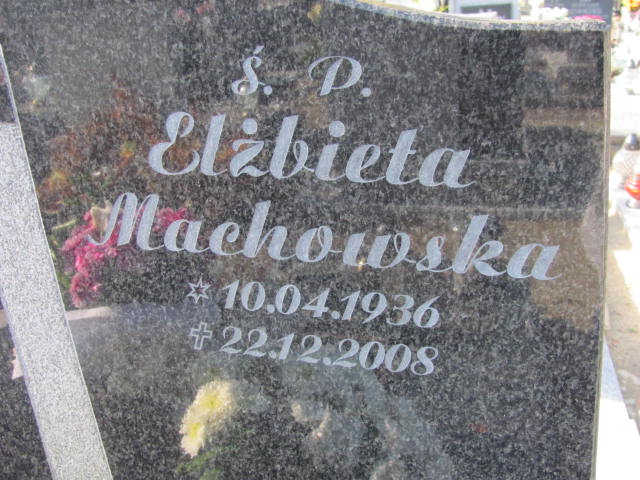 Ś. P.
Elżbieta
Machowska
✡ 10.04.1936
✝ 22.12.2008